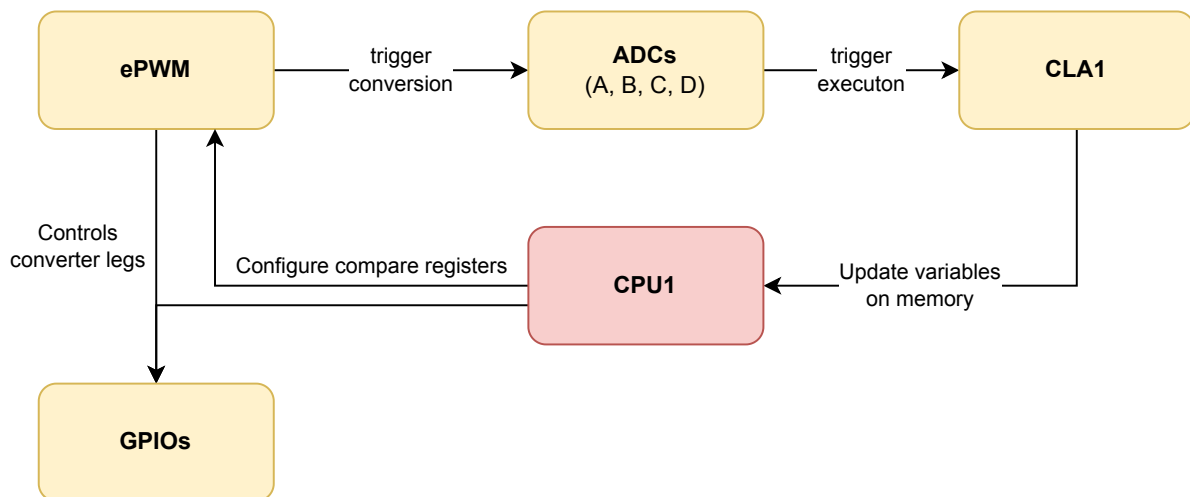 ePWM
trigger
conversion
ADCs
(A, B, C, D)
trigger
executon
CLA1
Controls
converter legs
Configure compare registers
CPU1
Update variables
on memory
GPIOs